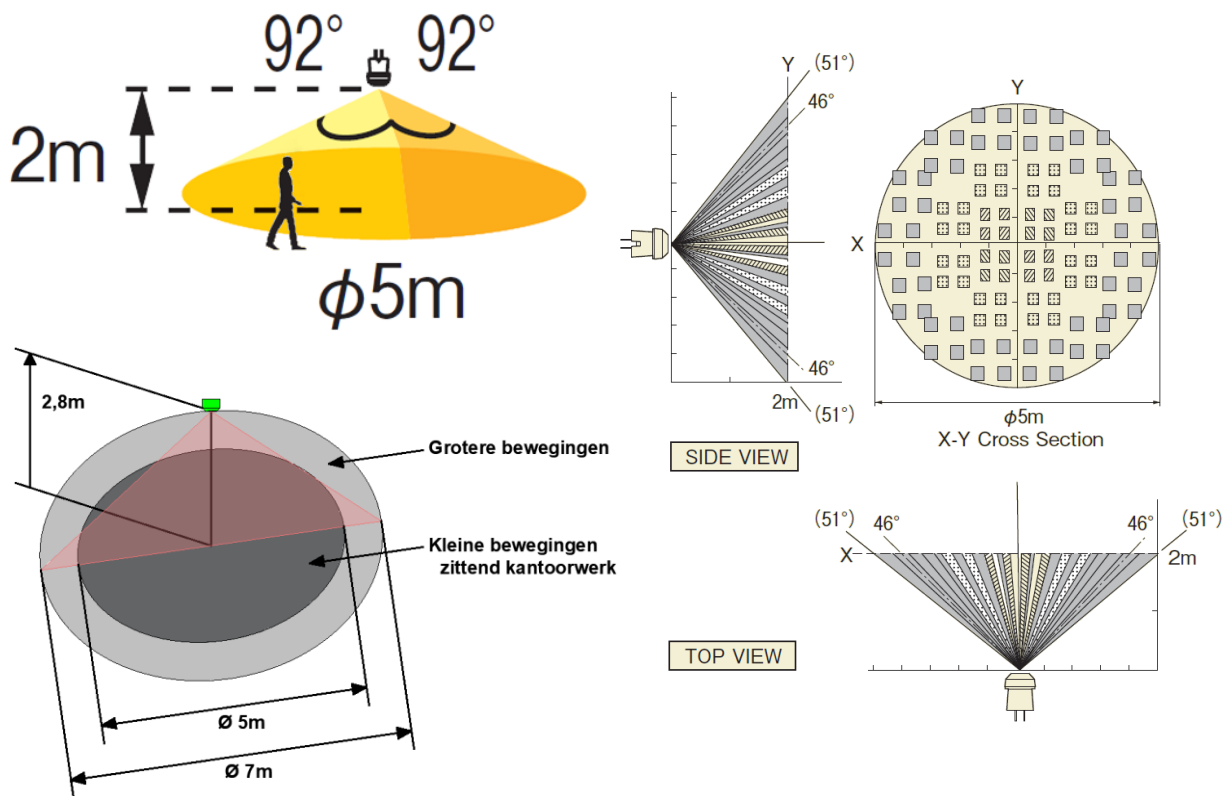 92° 92°
2m
φ5m
Y
(51°)
46°
46°
2m
(51°)
SIDE VIEW
Y
X
φ5m
X-Y Cross Section
2,8m
Grotere bewegingen
Kleine bewegingen
zittend kantoorwerk
Ø 5m
Ø 7m
(51°)
46°
46°
(51°)
X
2m
TOP VIEW